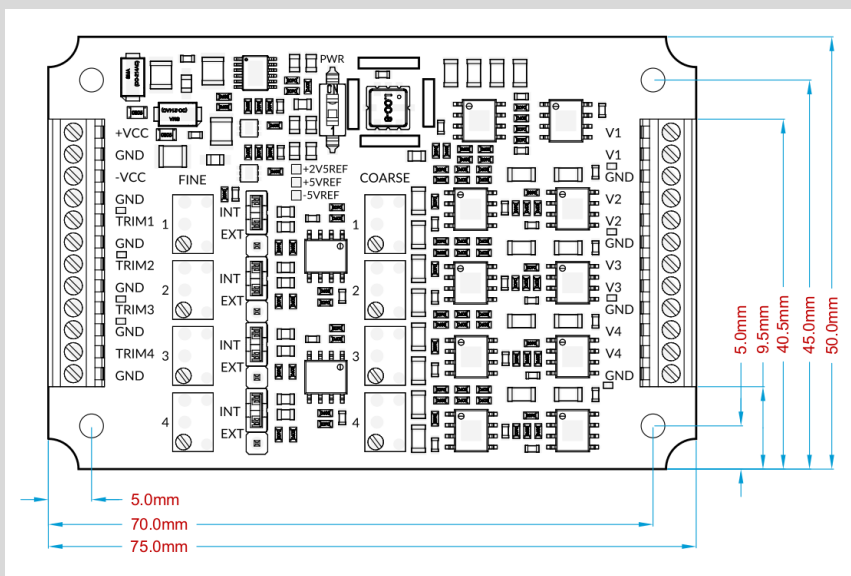 PWR
+VCC
GND
-VCC
GND
TRIM1
GND
TRIM2
GND
TRIM3
GND
TRIM4
GND
FINE
1
2
3
4
INT
EXT
INT
EXT
INT
EXT
INT
EXT
+2V5REF
+5VREF
-5VREF
ON
1
COARSE
1
2
3
4
V1
V1
GND
V2
V2
GND
V3
V3
GND
V4
V4
GND
5.0mm
9.5mm
40.5mm
45.0mm
50.0mm
5.0mm
70.0mm
75.0mm